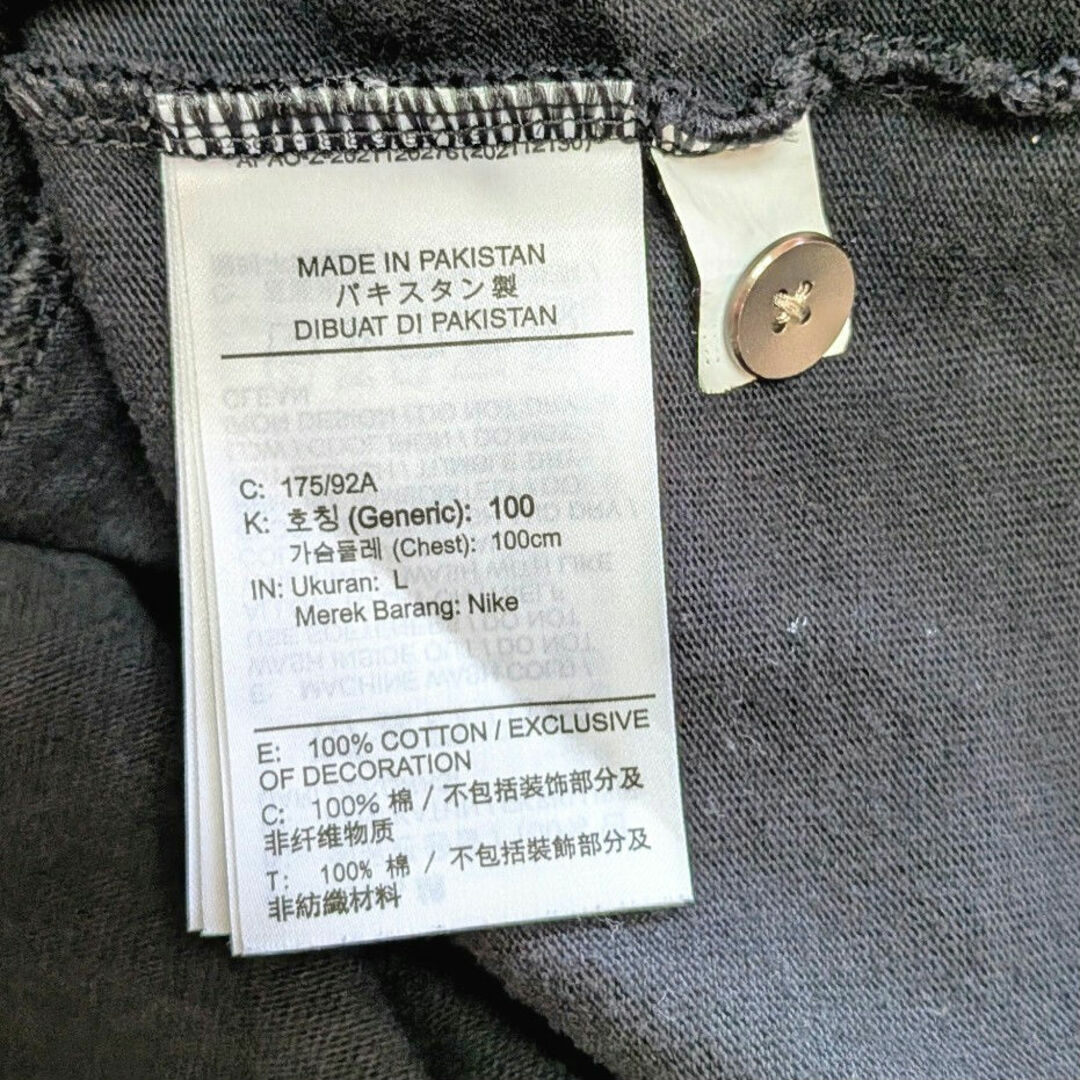 MADE IN PAKISTAN
パキスタン製
DIBUAT DI PAKISTAN
C: 175/92A
K: 호칭 (Generic): 100
가슴둘레 (Chest): 100cm
IN: Ukuran: L
Merek Barang: Nike
E: 100% COTTON / EXCLUSIVE
OF DECORATION
C: 100% 棉 / 不包括装饰部分及
非纤维物质
T: 100% 棉 / 不包括裝飾部分及
非紡織材料